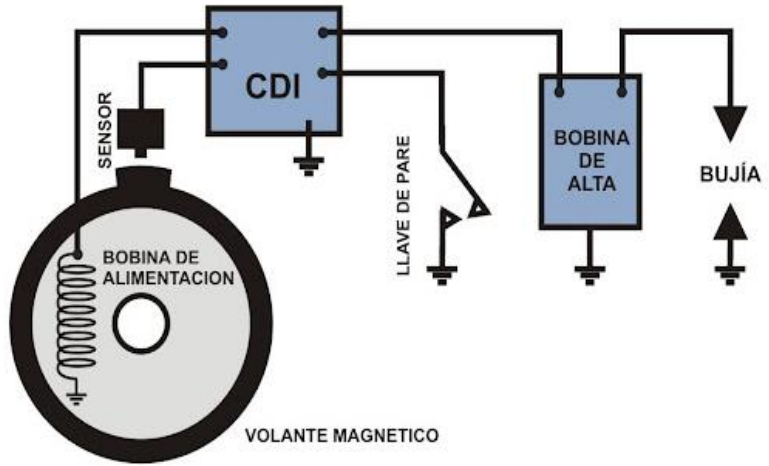 CDI
SENSOR
LLAVE DE PARE
BOBINA
DE
ALTA
BUJÍA
BOBINA DE
ALIMENTACION
VOLANTE MAGNETICO